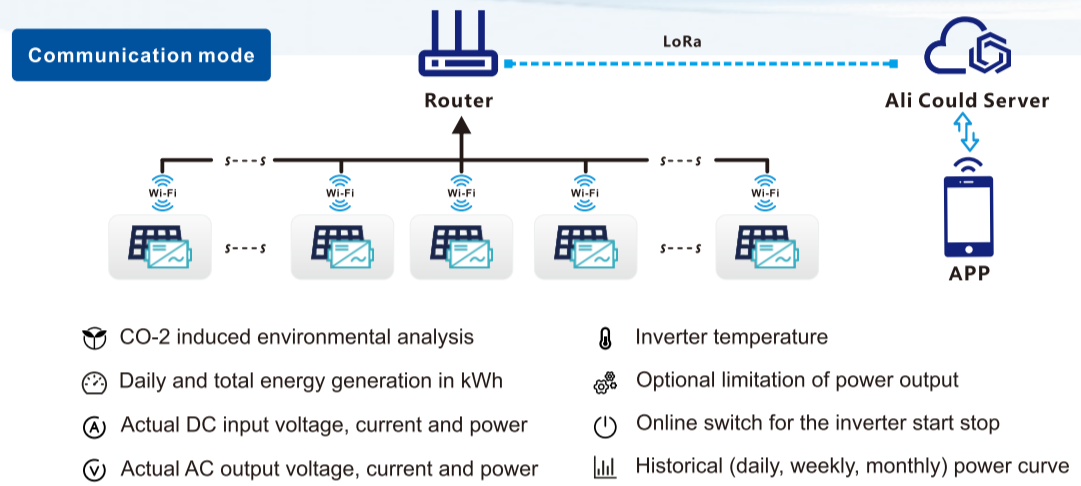 Communication mode
LoRa
Router
Ali Could Server
s---s
s---s
Wi-Fi
Wi-Fi
Wi-Fi
Wi-Fi
Wi-Fi
s---s
s---s
APP
CO-2 induced environmental analysis
Daily and total energy generation in kWh
A Actual DC input voltage, current and power
V Actual AC output voltage, current and power
Inverter temperature
Optional limitation of power output
Online switch for the inverter start stop
Historical (daily, weekly, monthly) power curve